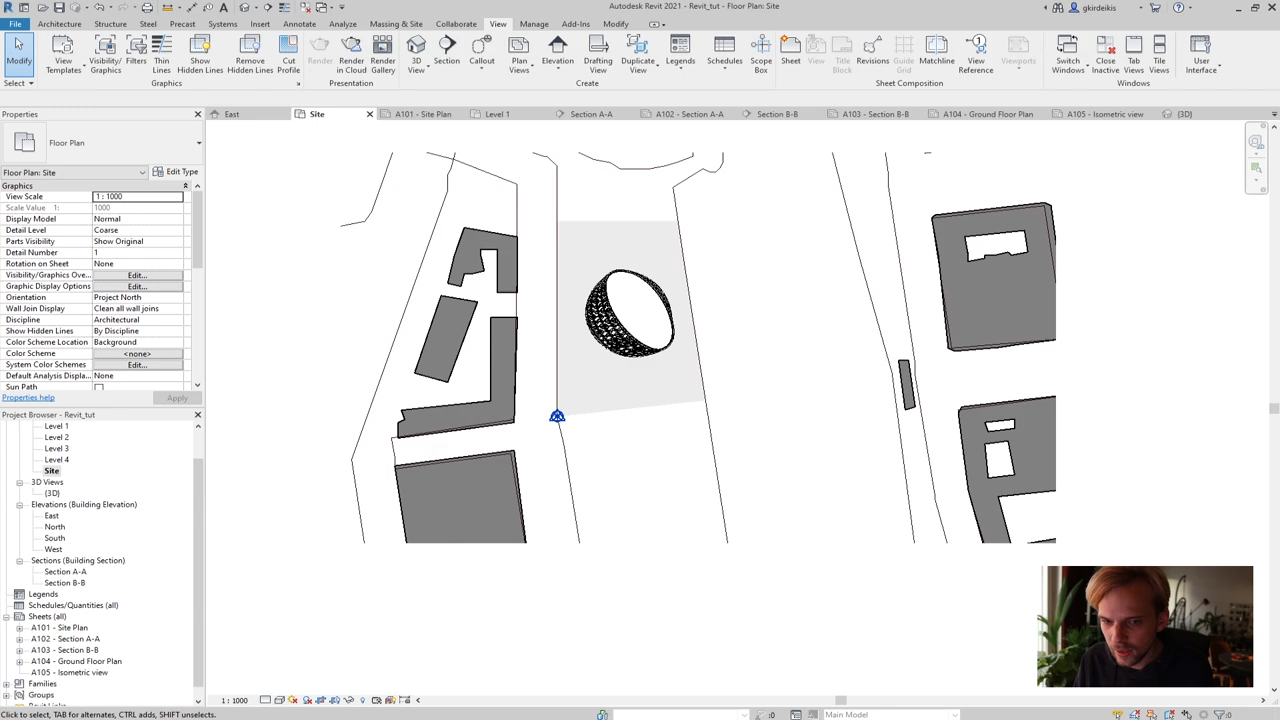 Autodesk Revit 2021 - Revit_tut - Floor Plan: Site
gkirdeikis
File Architecture Structure Steel Precast Systems Insert Annotate Analyze Massing & Site Collaborate View Manage Add-Ins Modify
Modify
View Templates
Visibility/ Graphics
Filters
Thin Lines
Show Hidden Lines
Remove Hidden Lines
Cut Profile
Render
Render in Cloud
Render Gallery
3D View
Section
Callout
Plan Views
Elevation
Drafting View
Duplicate View
Legends
Schedules
Scope Box
Sheet
View
Title Block
Revisions
Guide Grid
Matchline
View Reference
Viewports
Switch Windows
Close Inactive
Tab Views
Tile Views
User Interface
Select Graphics Presentation Create Sheet Composition Windows
Properties
East Site A101 - Site Plan Level 1 Section A-A A102 - Section A-A Section B-B A103 - Section B-B A104 - Ground Floor Plan A105 - Isometric view {3D}
Floor Plan
Floor Plan: Site Edit Type
Graphics
View Scale 1 : 1000
Scale Value 1: 1000
Display Model Normal
Detail Level Coarse
Parts Visibility Show Original
Detail Number 1
Rotation on Sheet None
Visibility/Graphics Ove... Edit...
Graphic Display Options Edit...
Orientation Project North
Wall Join Display Clean all wall joins
Discipline Architectural
Show Hidden Lines By Discipline
Color Scheme Location Background
Color Scheme <none>
System Color Schemes Edit...
Default Analysis Displa... None
Sun Path
Properties help Apply
Project Browser - Revit_tut
Level 1
Level 2
Level 3
Level 4
Site
3D Views
{3D}
Elevations (Building Elevation)
East
North
South
West
Sections (Building Section)
Section A-A
Section B-B
Legends
Schedules/Quantities (all)
Sheets (all)
A101 - Site Plan
A102 - Section A-A
A103 - Section B-B
A104 - Ground Floor Plan
A105 - Isometric view
Families
Groups
1 : 1000
Click to select, TAB for alternates, CTRL adds, SHIFT unselects. :0 Main Model :0